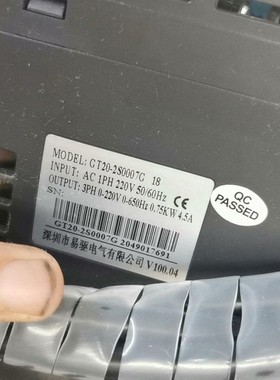 MODEL: GT20-2S0007G 18
INPUT: AC 1PH 220V 50/60Hz
OUTPUT: 3PH 0-220V 0-650Hz 0.75KW 4.5A
S\N:
CE
GT20-2S0007G 2049017691
深圳市易驱电气有限公司 V100.04
QC
PASSED